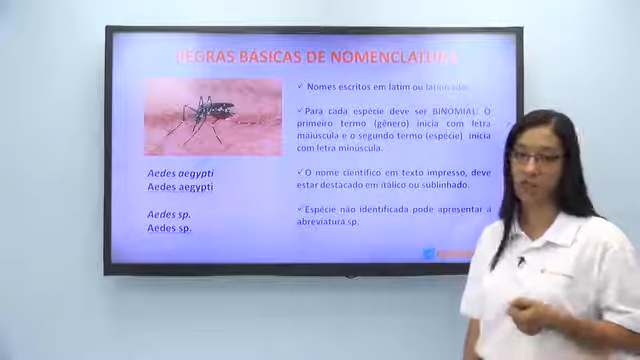 REGRAS BÁSICAS DE NOMENCLATURA
Aedes aegypti
Aedes aegypti
Aedes sp.
Aedes sp.
✓ Nomes escritos em latim ou latinizados.
✓ Para cada espécie deve ser BINOMIAL. O
primeiro termo (gênero) inicia com letra
maiuscula e o segundo termo (espécie) inicia
com letra minúscula.
✓ O nome científico em texto impresso, deve
estar destacado em itálico ou sublinhado.
✓ Espécie não identificada pode apresentar a
abreviatura sp.